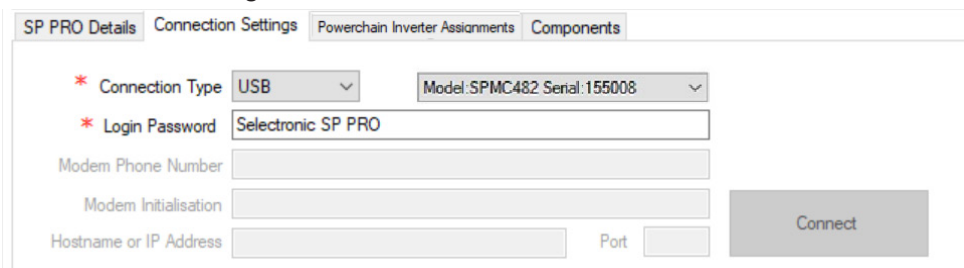 SP PRO Details Connection Settings Powerchain Inverter Assignments Components
* Connection Type USB Model:SPMC482 Serial:155008
* Login Password Selectronic SP PRO
Modem Phone Number
Modem Initialisation
Connect
Hostname or IP Address Port